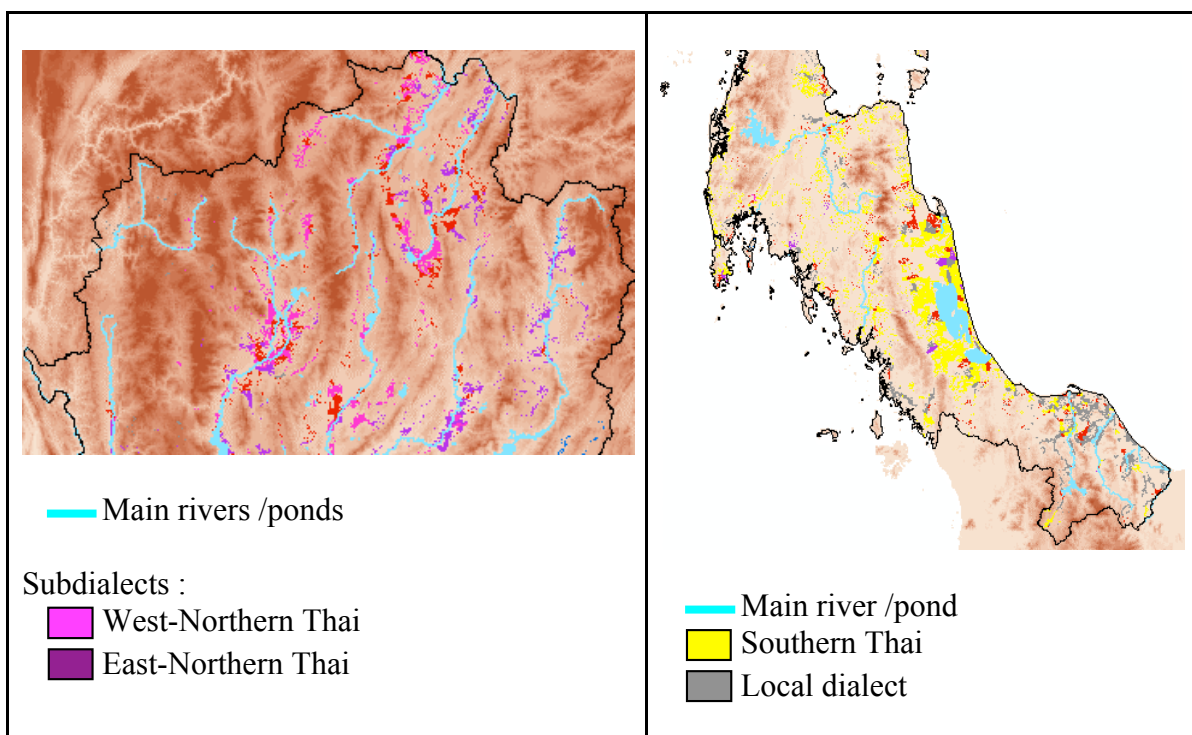 Main rivers /ponds
Subdialects :
West-Northern Thai
East-Northern Thai
Main river /pond
Southern Thai
Local dialect